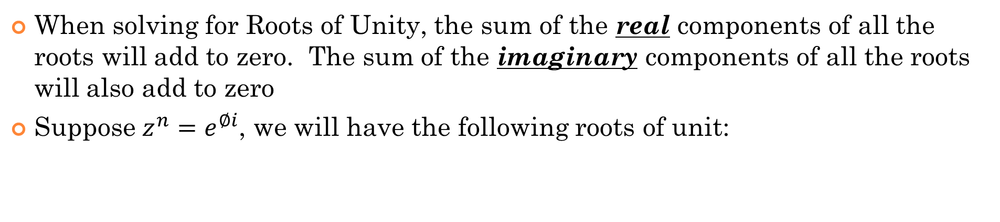 When solving for Roots of Unity, the sum of the real components of all the
roots will add to zero.  The sum of the imaginary components of all the roots
will also add to zero
Suppose zⁿ = e^{∅i}, we will have the following roots of unit: